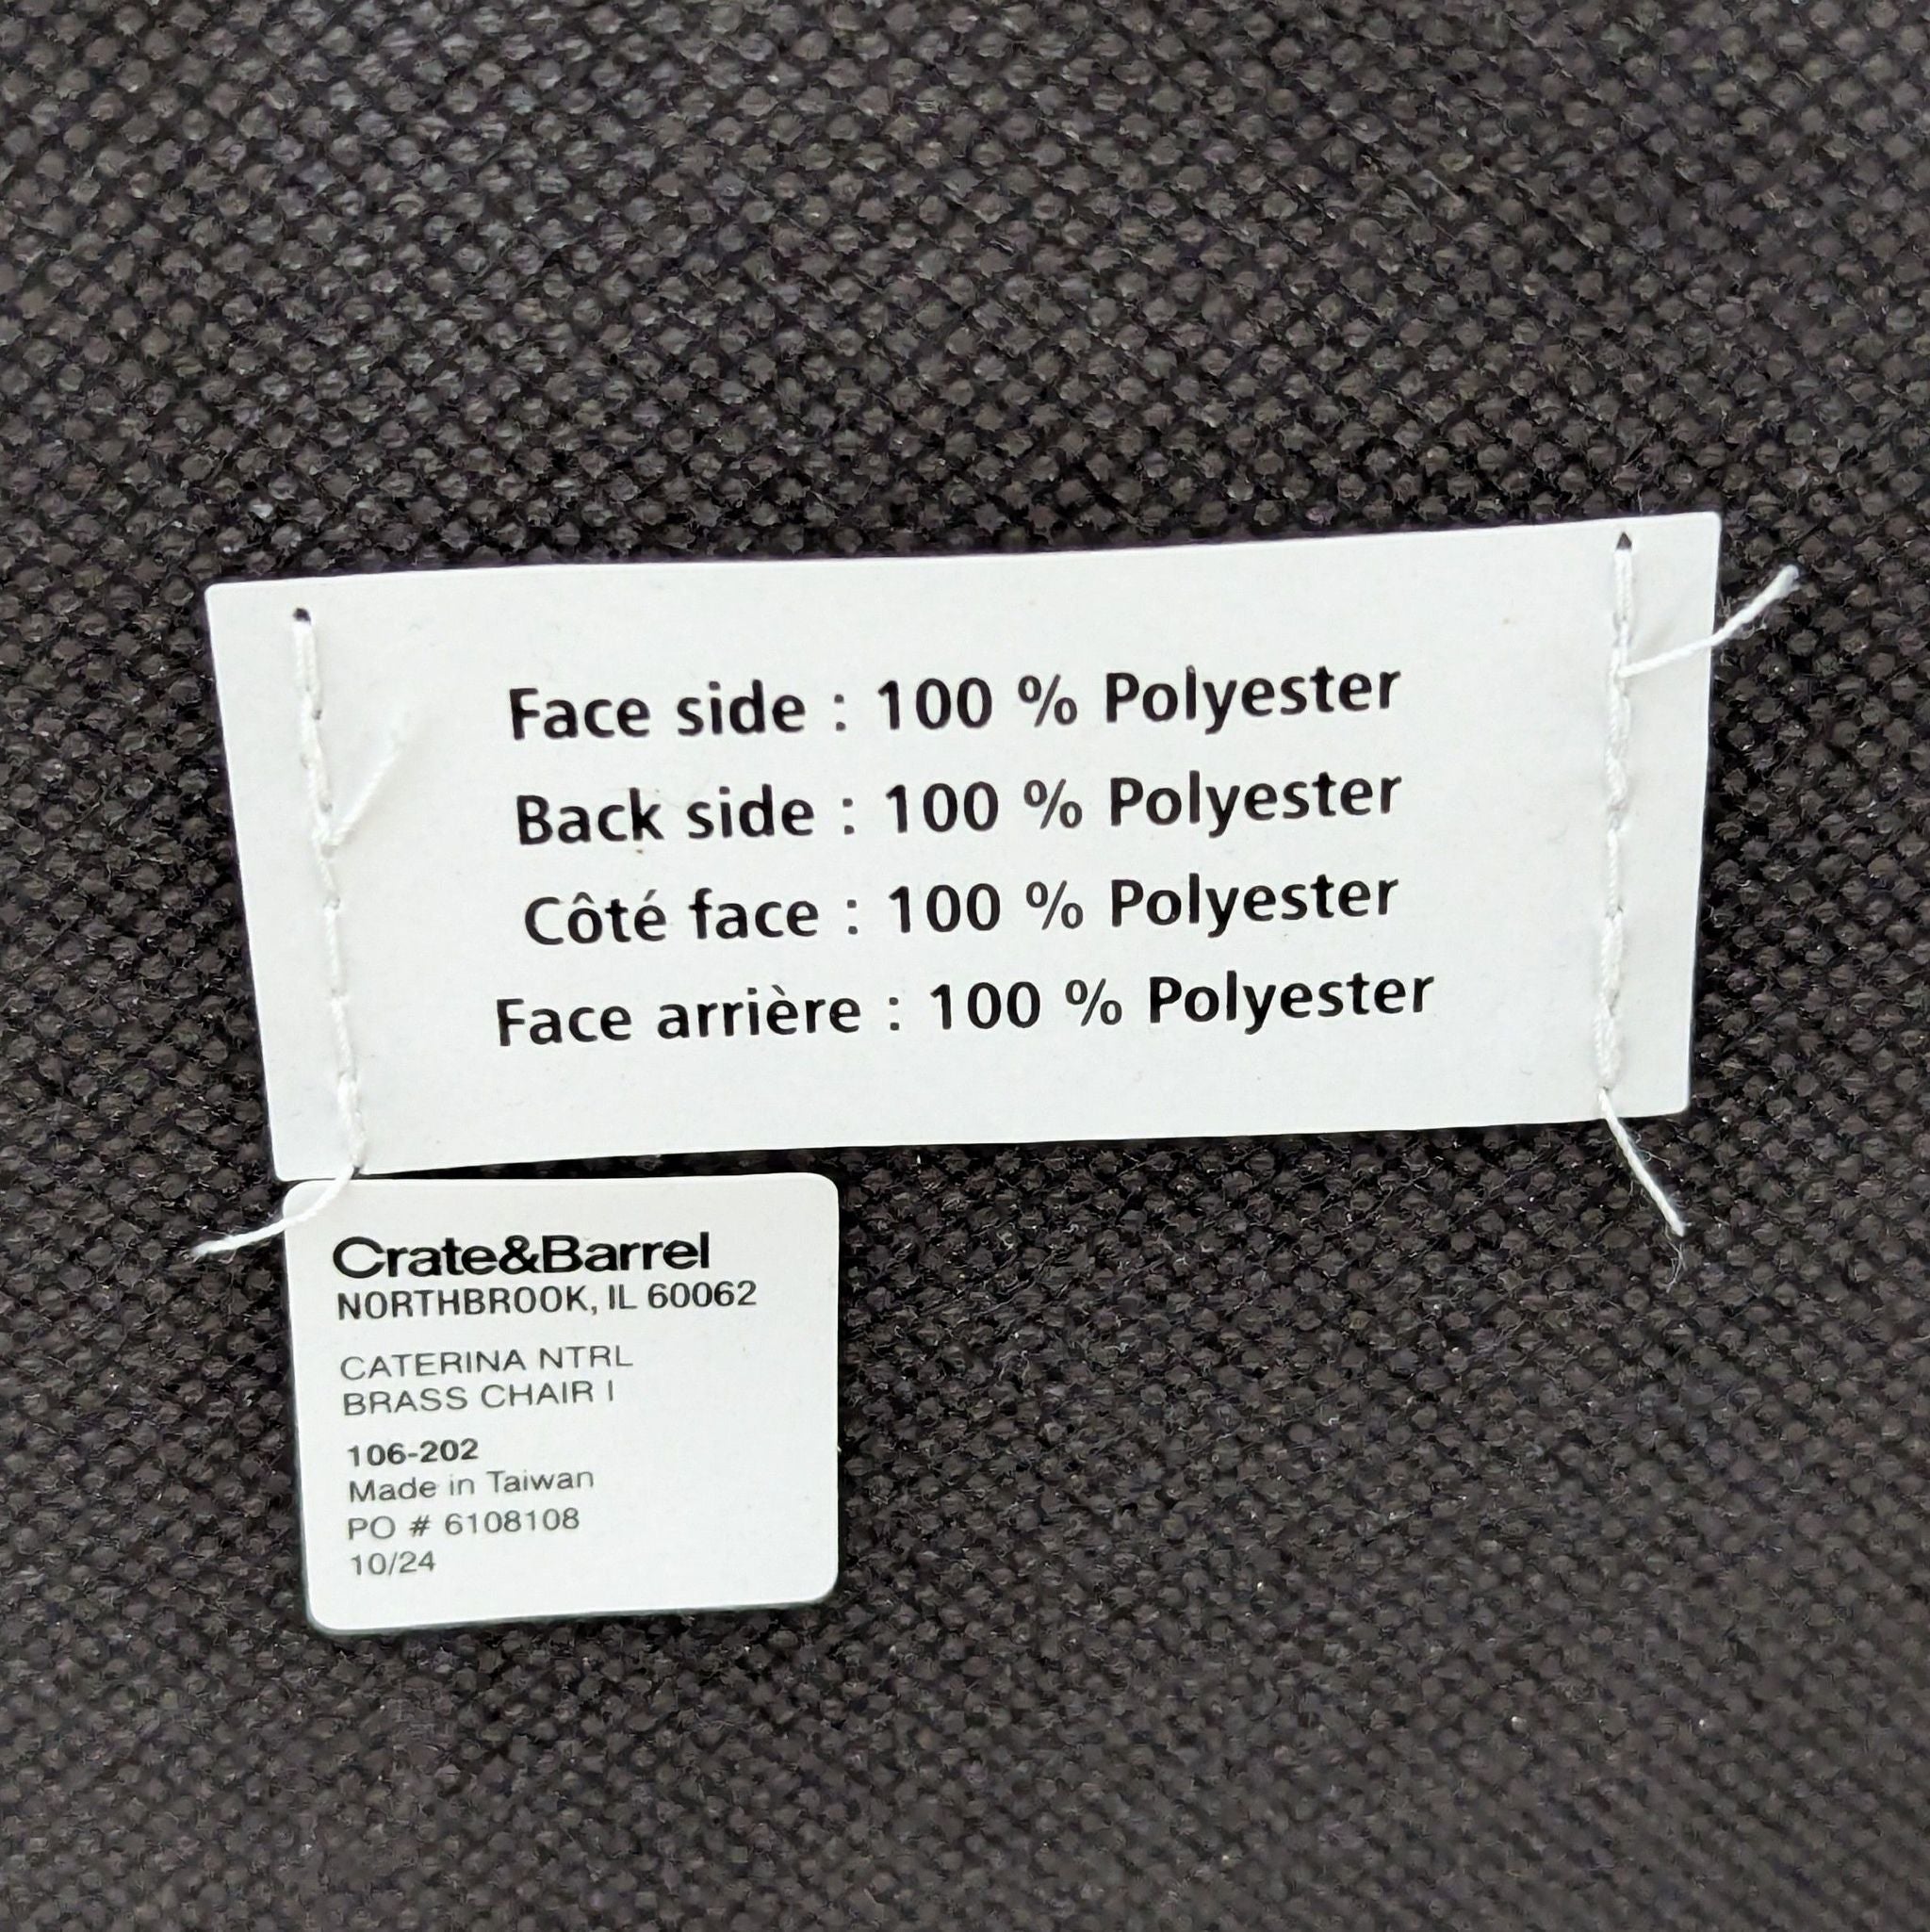 Face side : 100 % Polyester
Back side : 100 % Polyester
Côté face : 100 % Polyester
Face arrière : 100 % Polyester
Crate&Barrel
NORTHBROOK, IL 60062
CATERINA NTRL
BRASS CHAIR I
106-202
Made in Taiwan
PO # 6108108
10/24